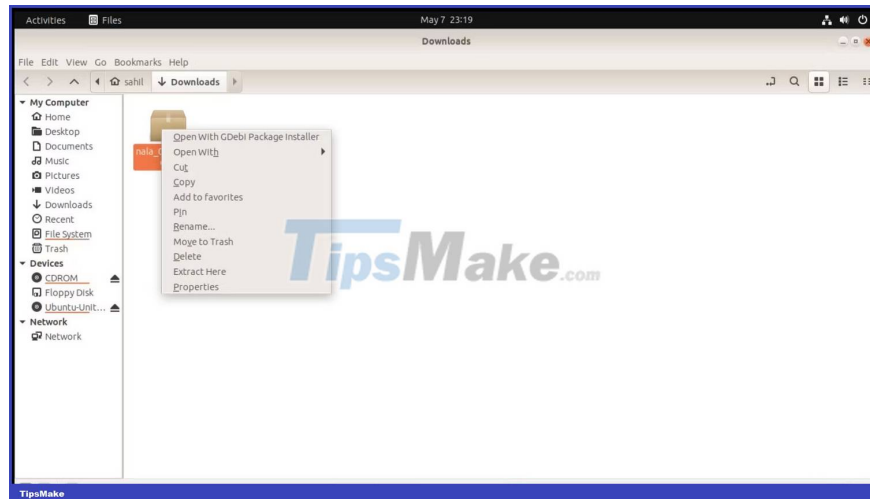 Activities Files May 7 23:19
Downloads
File Edit View Go Bookmarks Help
sahil Downloads
My Computer
Home
Desktop
Documents
Music
Pictures
Videos
Downloads
Recent
File System
Trash
Devices
CDROM
Floppy Disk
Ubuntu-Unit...
Network
Network
nala_
Open With GDebi Package Installer
Open With
Cut
Copy
Add to favorites
Pin
Rename...
Move to Trash
Delete
Extract Here
Properties
TipsMake.com
TipsMake